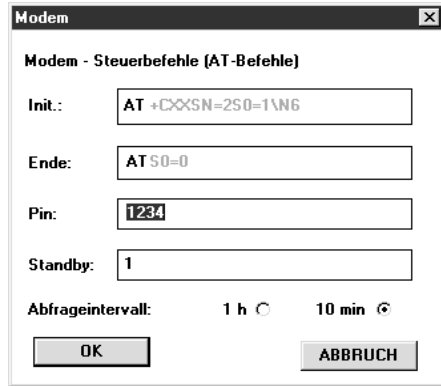 Modem
Modem - Steuerbefehle (AT-Befehle)
Init.: AT +CXXSN=2S0=1\N6
Ende: AT S0=0
Pin: 1234
Standby: 1
Abfrageintervall: 1 h 10 min
OK ABBRUCH